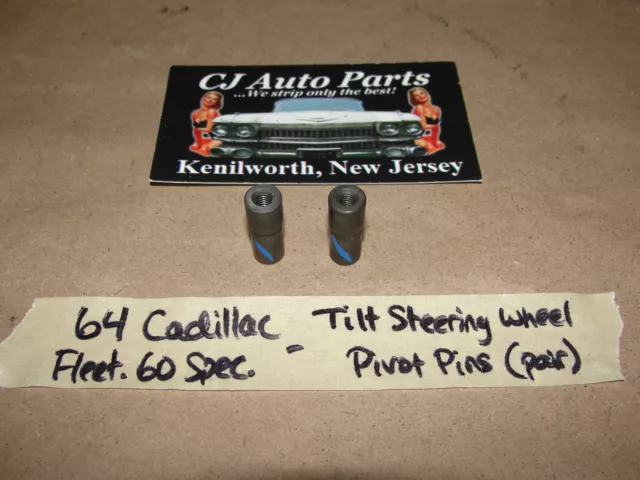 CJ Auto Parts
...We strip only the best!
Kenilworth, New Jersey
64 Cadillac - Tilt Steering Wheel
Fleet. 60 Spec. Pivot Pins (pair)